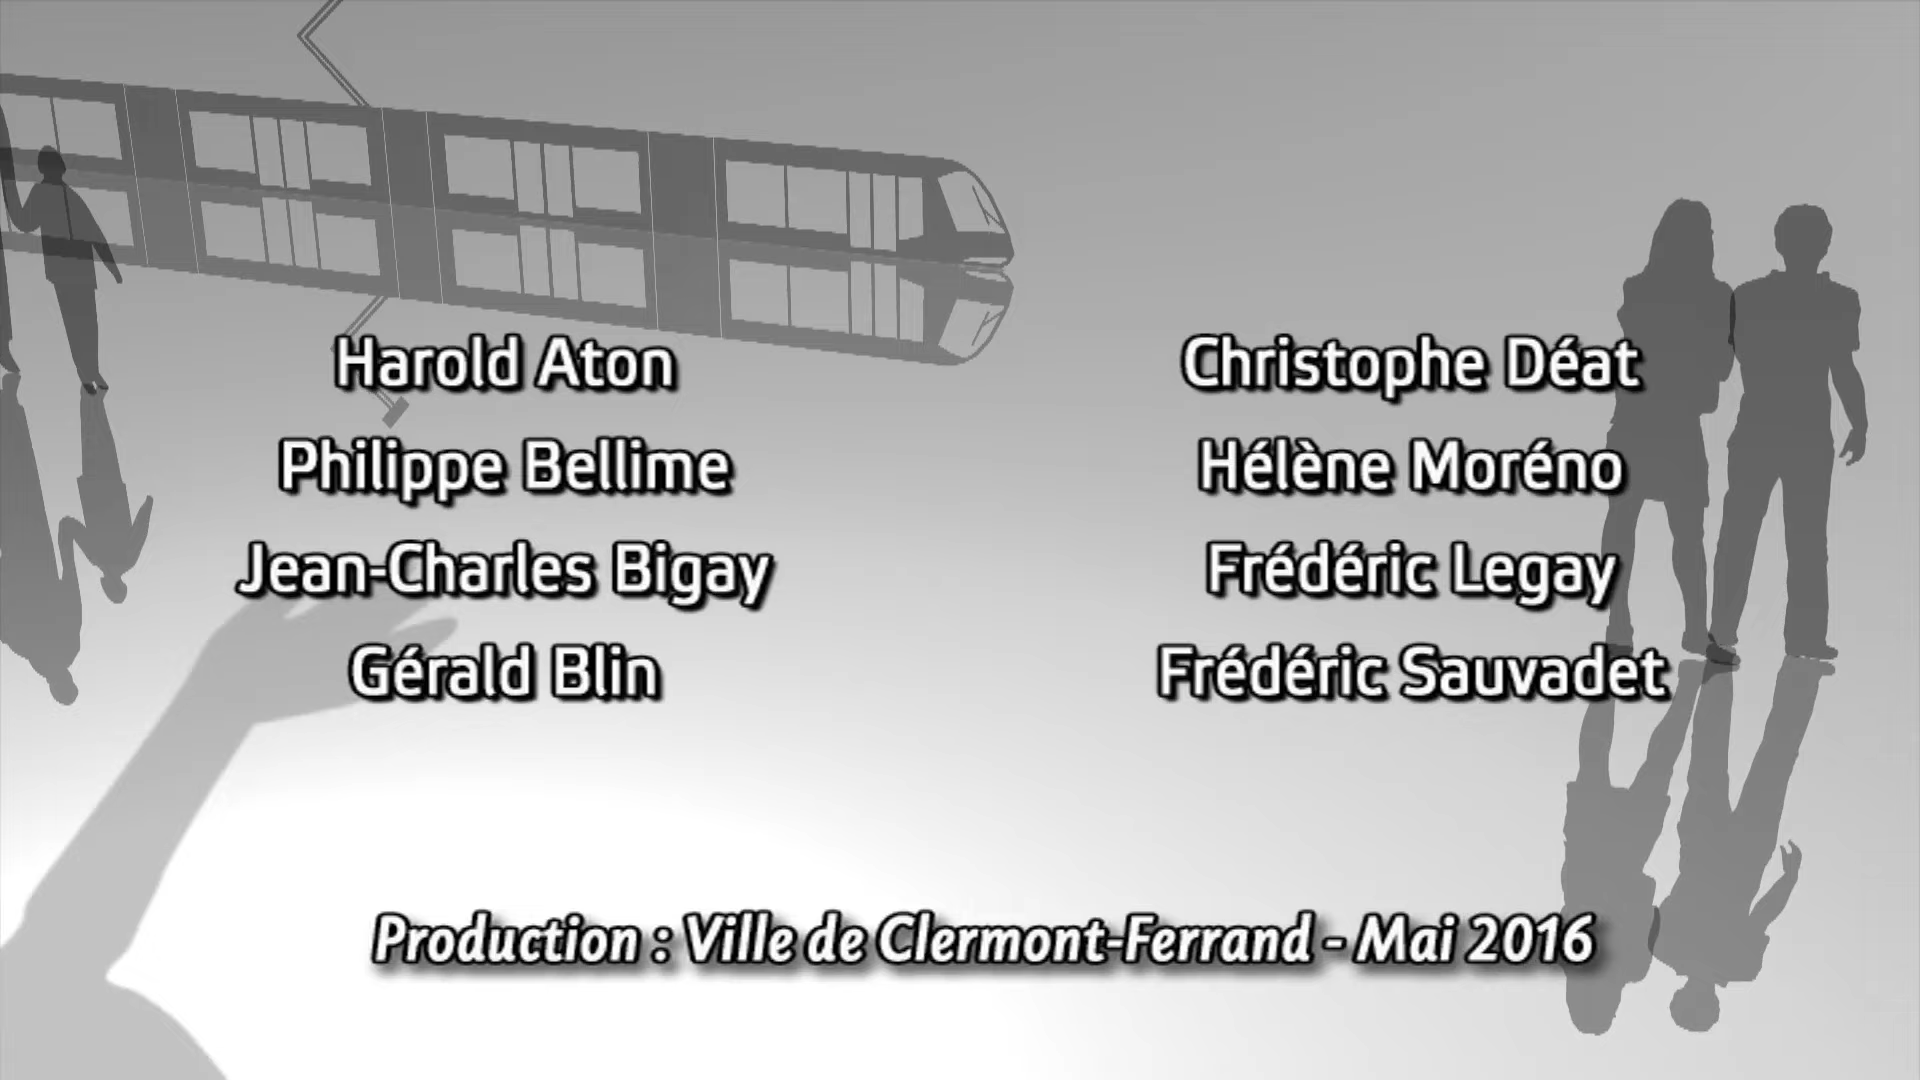 Harold Aton
Philippe Bellime
Jean-Charles Bigay
Gérald Blin
Christophe Déat
Hélène Moréno
Frédéric Legay
Frédéric Sauvadet
Production : Ville de Clermont-Ferrand - Mai 2016